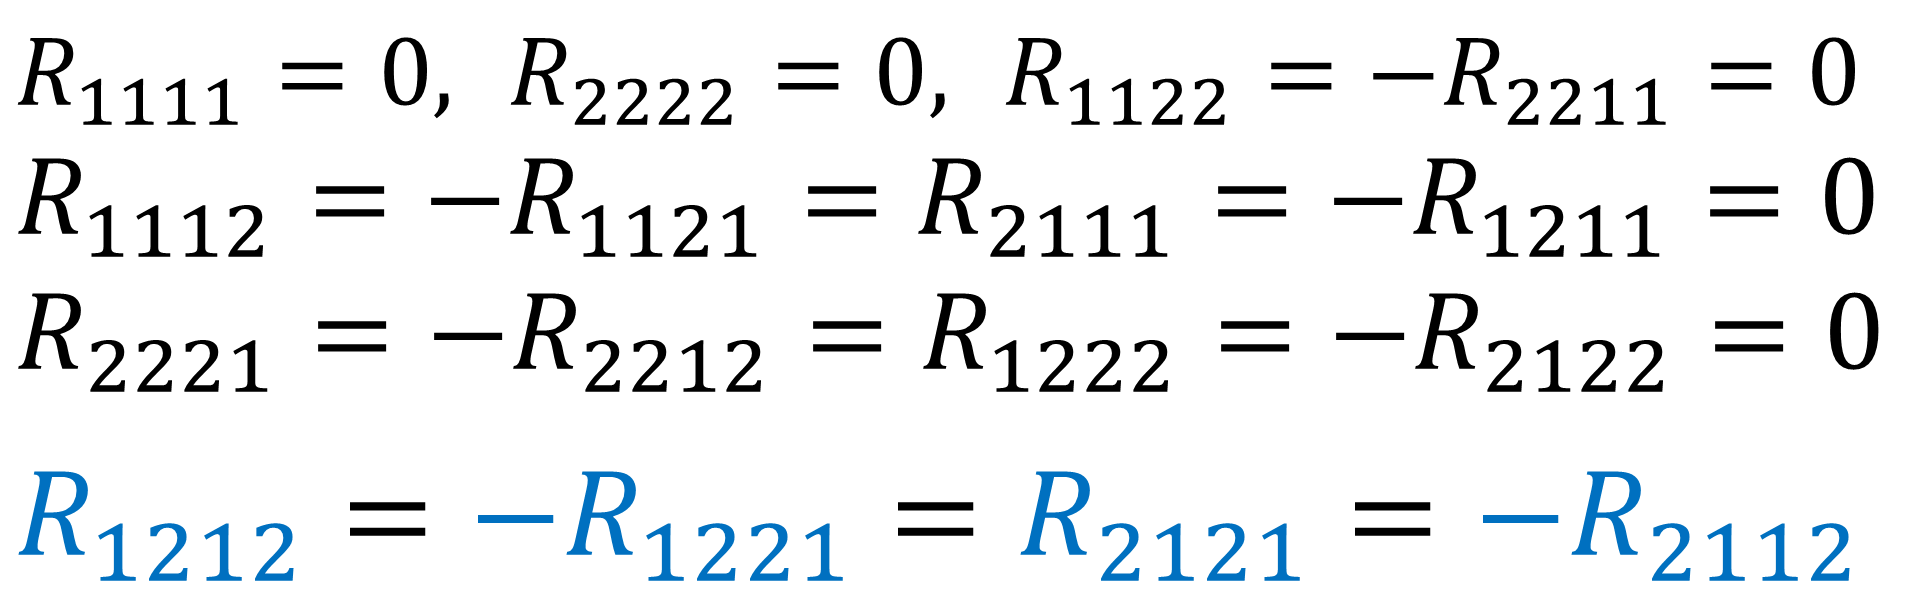 R₁₁₁₁ = 0, R₂₂₂₂ = 0, R₁₁₂₂ = −R₂₂₁₁ = 0
R₁₁₁₂ = −R₁₁₂₁ = R₂₁₁₁ = −R₁₂₁₁ = 0
R₂₂₂₁ = −R₂₂₁₂ = R₁₂₂₂ = −R₂₁₂₂ = 0
R₁₂₁₂ = −R₁₂₂₁ = R₂₁₂₁ = −R₂₁₁₂